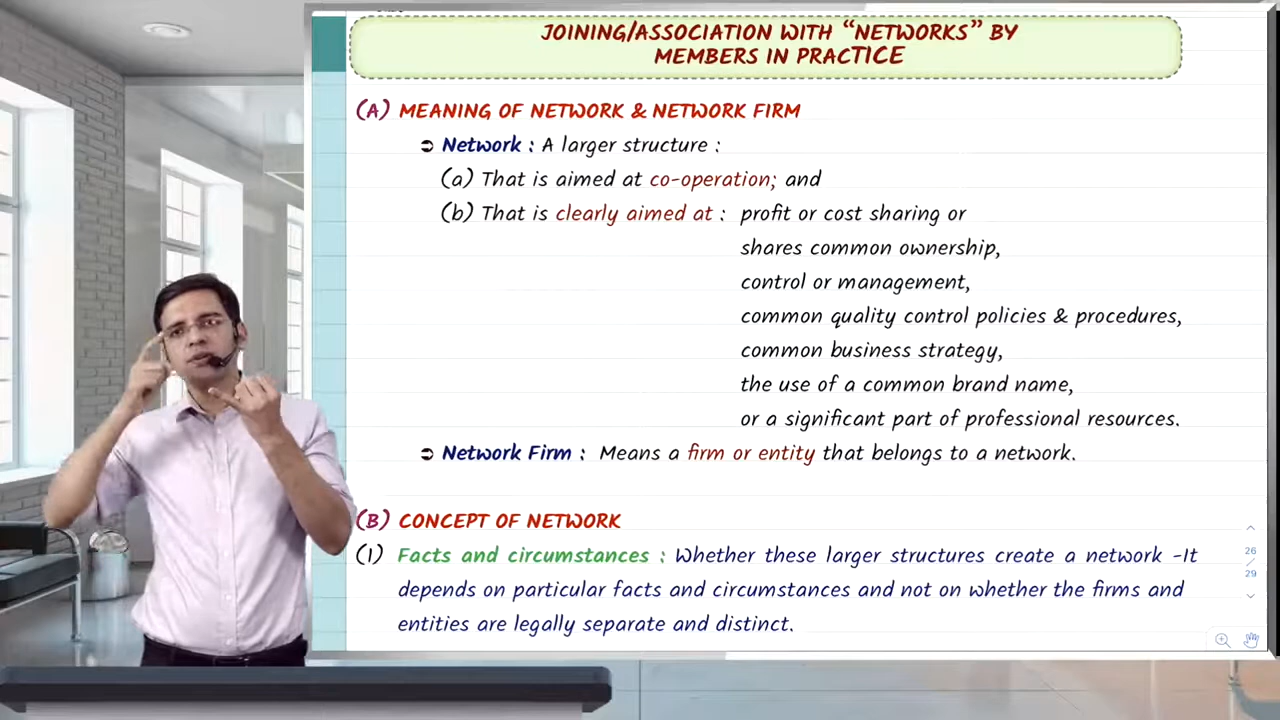 JOINING/ASSOCIATION WITH “NETWORKS” BY
MEMBERS IN PRACTICE
(A) MEANING OF NETWORK & NETWORK FIRM
➲ Network : A larger structure :
(a) That is aimed at co-operation; and
(b) That is clearly aimed at : profit or cost sharing or
shares common ownership,
control or management,
common quality control policies & procedures,
common business strategy,
the use of a common brand name,
or a significant part of professional resources.
➲ Network Firm : Means a firm or entity that belongs to a network.
(B) CONCEPT OF NETWORK
(1) Facts and circumstances : Whether these larger structures create a network -It
depends on particular facts and circumstances and not on whether the firms and
entities are legally separate and distinct.
26
/
29